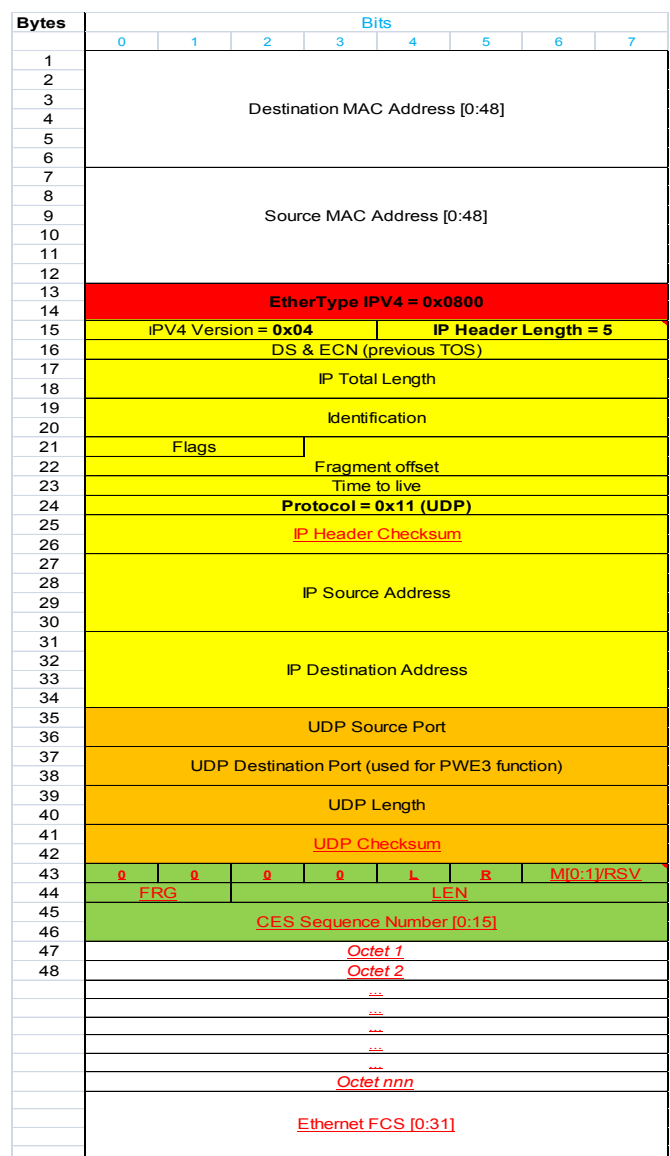 Bytes Bits
0 1 2 3 4 5 6 7
1
2
3
4
5
6
Destination MAC Address [0:48]
7
8
9
10
11
12
Source MAC Address [0:48]
13
14
EtherType IPV4 = 0x0800
15 IPV4 Version = 0x04 IP Header Length = 5
16 DS & ECN (previous TOS)
17
18
IP Total Length
19
20
Identification
21 Flags
22 Fragment offset
23 Time to live
24 Protocol = 0x11 (UDP)
25
26
IP Header Checksum
27
28
29
30
IP Source Address
31
32
33
34
IP Destination Address
35
36
UDP Source Port
37
38
UDP Destination Port (used for PWE3 function)
39
40
UDP Length
41
42
UDP Checksum
43 0 0 0 0 L R M[0:1]/RSV
44 FRG LEN
45
46
CES Sequence Number [0:15]
47 Octet 1
48 Octet 2
...
...
...
...
...
Octet nnn
Ethernet FCS [0:31]